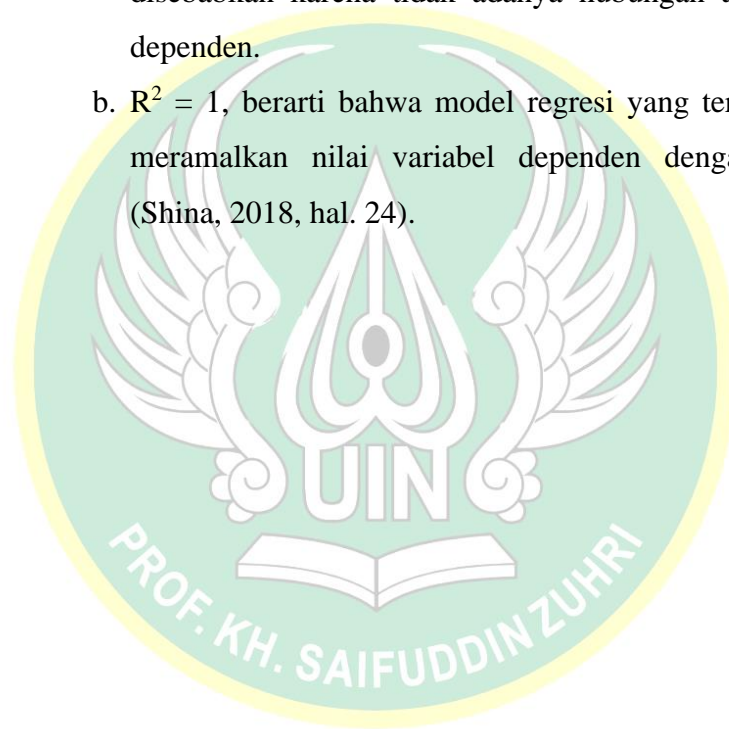 disebabkan karena tidak adanya hubungan
dependen.
b. R² = 1, berarti bahwa model regresi yang
meramalkan nilai variabel dependen
(Shina, 2018, hal. 24).
UIN
PROF. KH. SAIFUDDIN ZUHRI